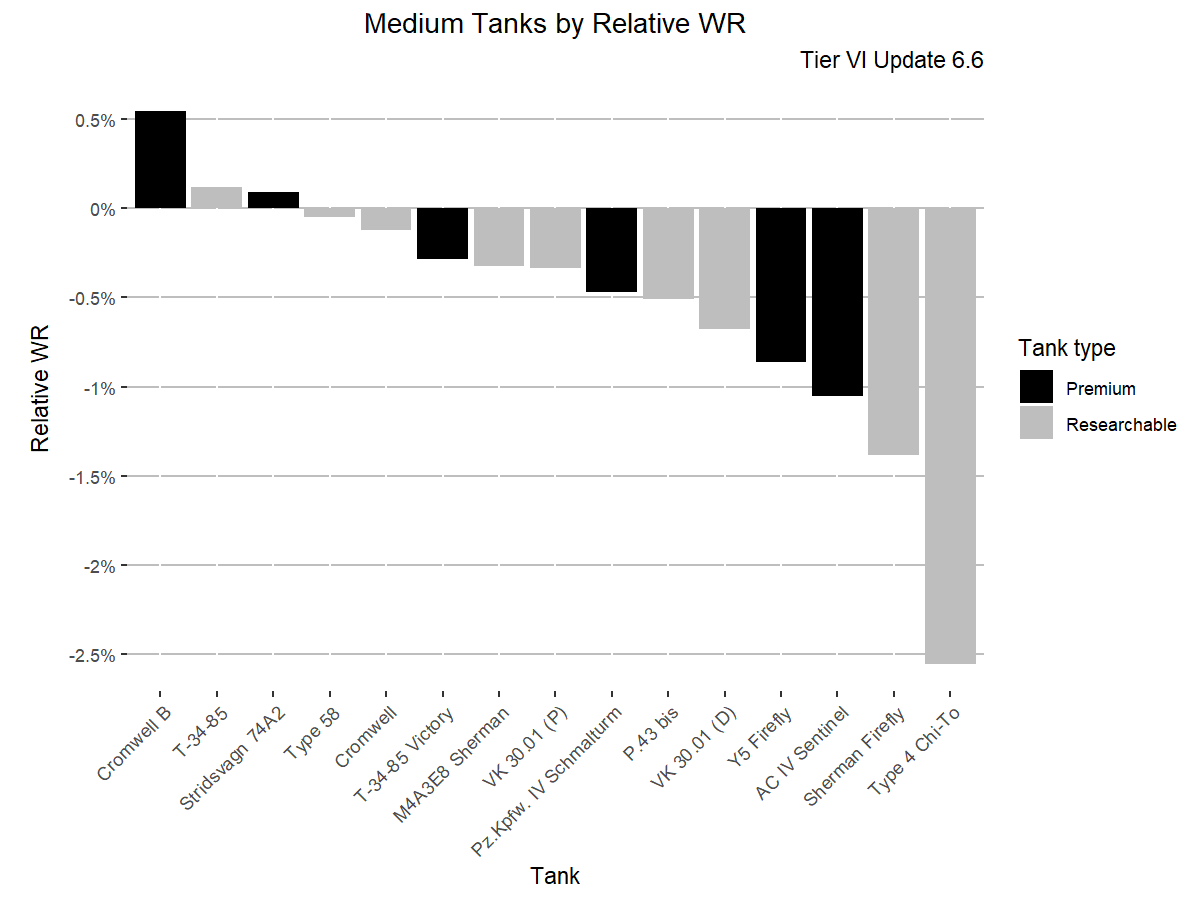 Medium Tanks by Relative WR
Tier VI Update 6.6
0.5%
0%
-0.5%
-1%
-1.5%
-2%
-2.5%
Relative WR
Cromwell B
T-34-85
Stridsvagn 74A2
Type 58
Cromwell
T-34-85 Victory
M4A3E8 Sherman
VK 30.01 (P)
Pz.Kpfw. IV Schmalturm
P.43 bis
VK 30.01 (D)
Y5 Firefly
AC IV Sentinel
Sherman Firefly
Type 4 Chi-To
Tank
Tank type
Premium
Researchable